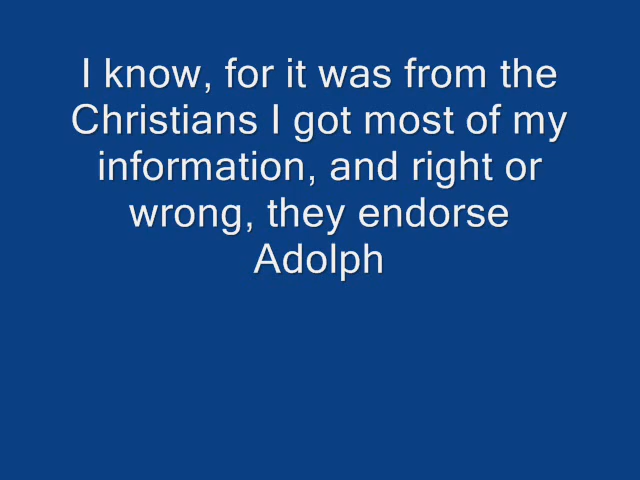 I know, for it was from the
Christians I got most of my
information, and right or
wrong, they endorse
Adolph